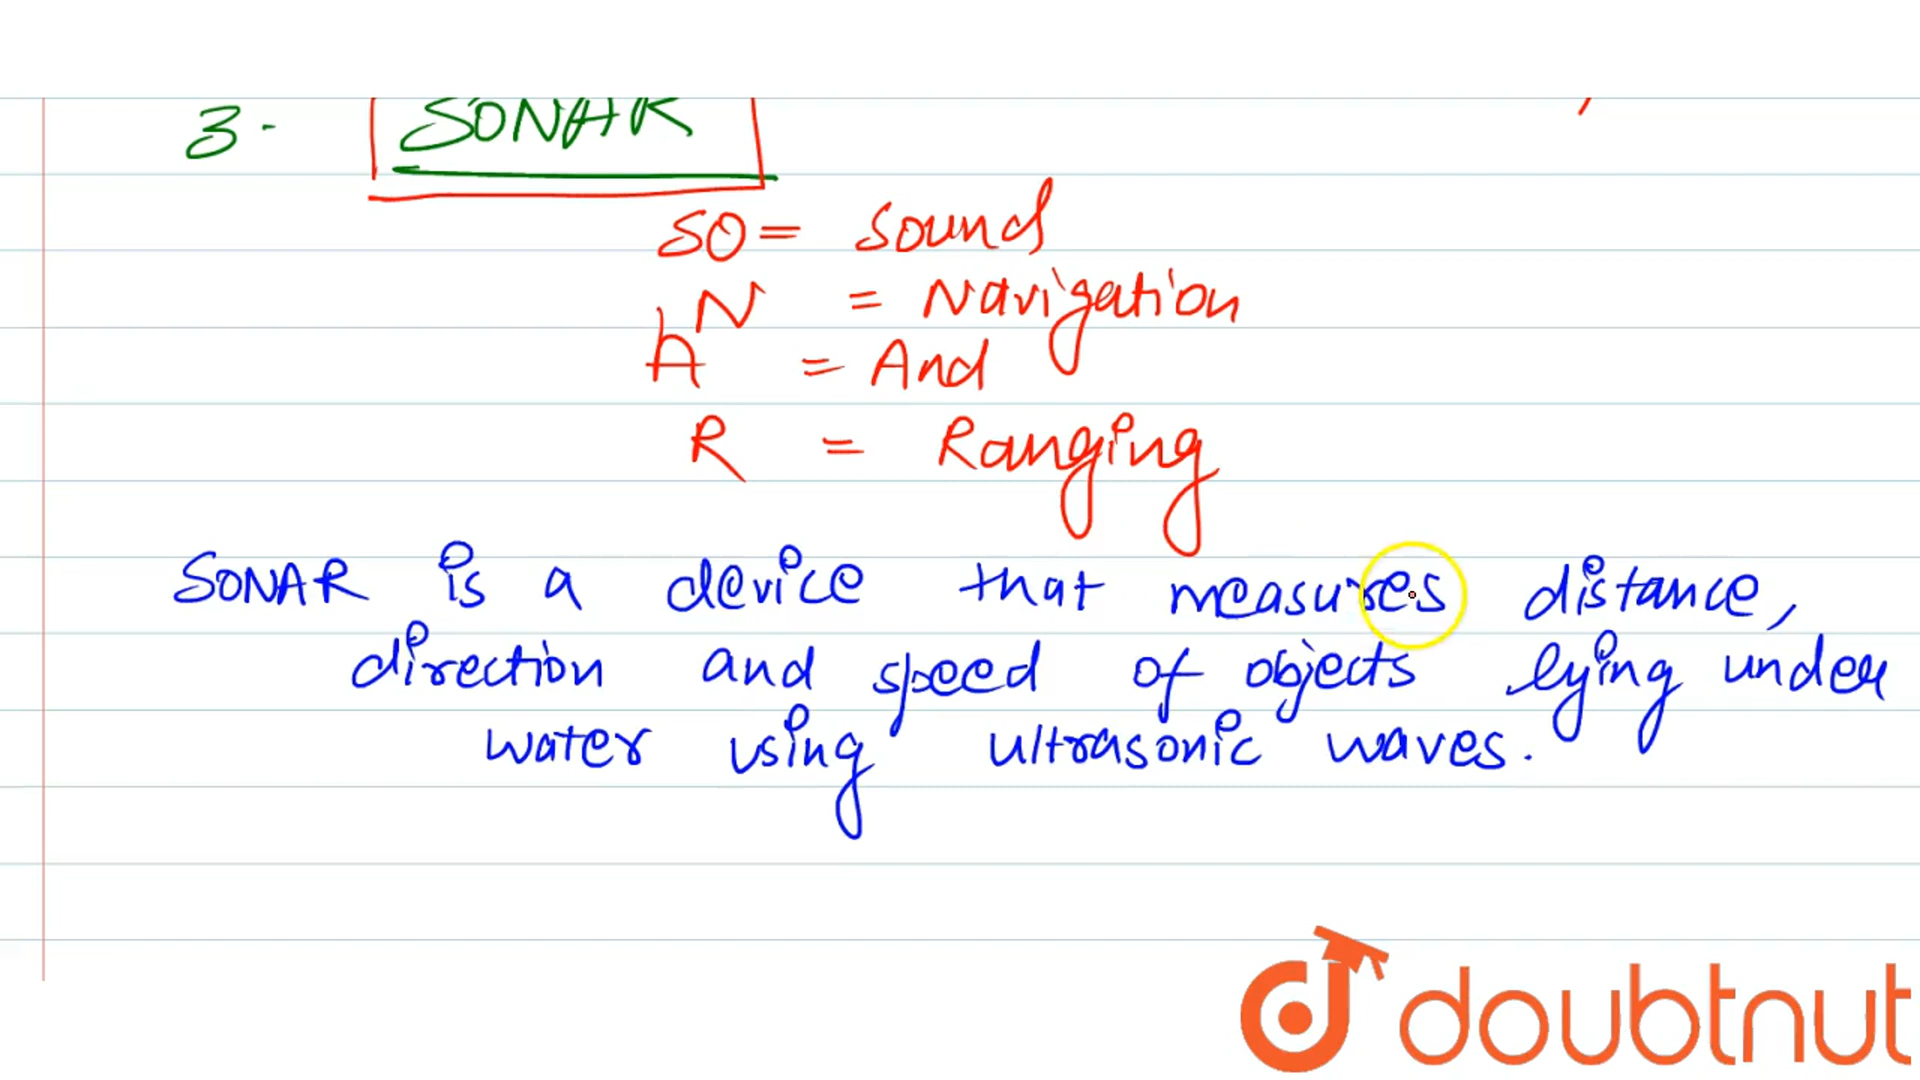 3. SONAR
SO = Sound
N = Navigation
A = And
R = Ranging
SONAR is a device that measures distance,
direction and speed of objects lying under
water using ultrasonic waves.
doubtnut